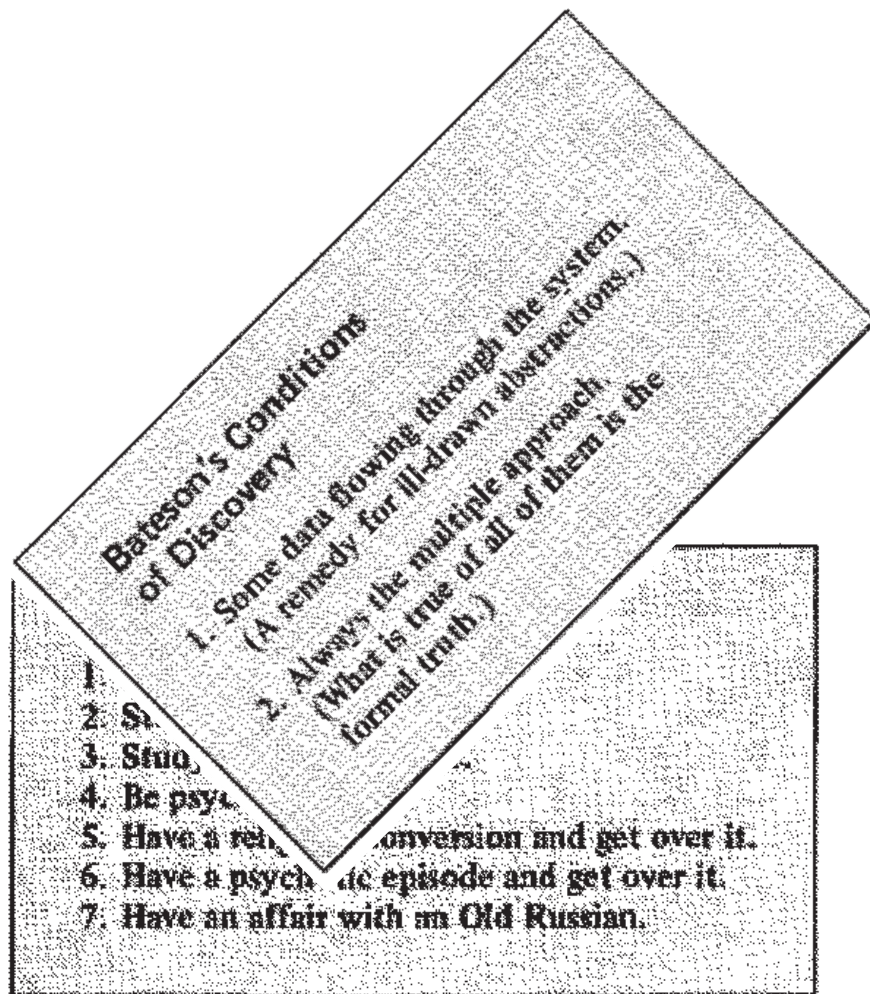 Bateson's Conditions
of Discovery
1. Some data flowing through the system.
(A remedy for ill-drawn abstractions.)
2. Always the multiple approach.
(What is true of all of them is the
formal truth.)
1.
2.
3.
4. Be
5. Have a and get over it.
6. Have a episode and get over it.
7. Have an affair with an Old Russian.